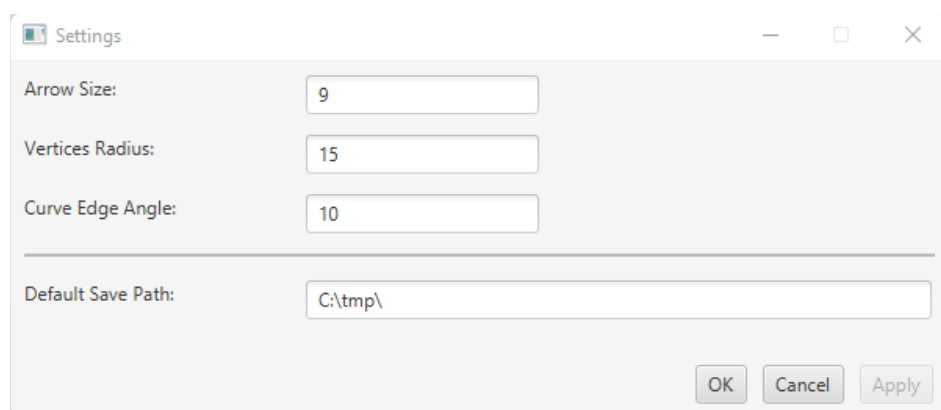 Settings
Arrow Size: 9
Vertices Radius: 15
Curve Edge Angle: 10
Default Save Path: C:\tmp\
OK Cancel Apply